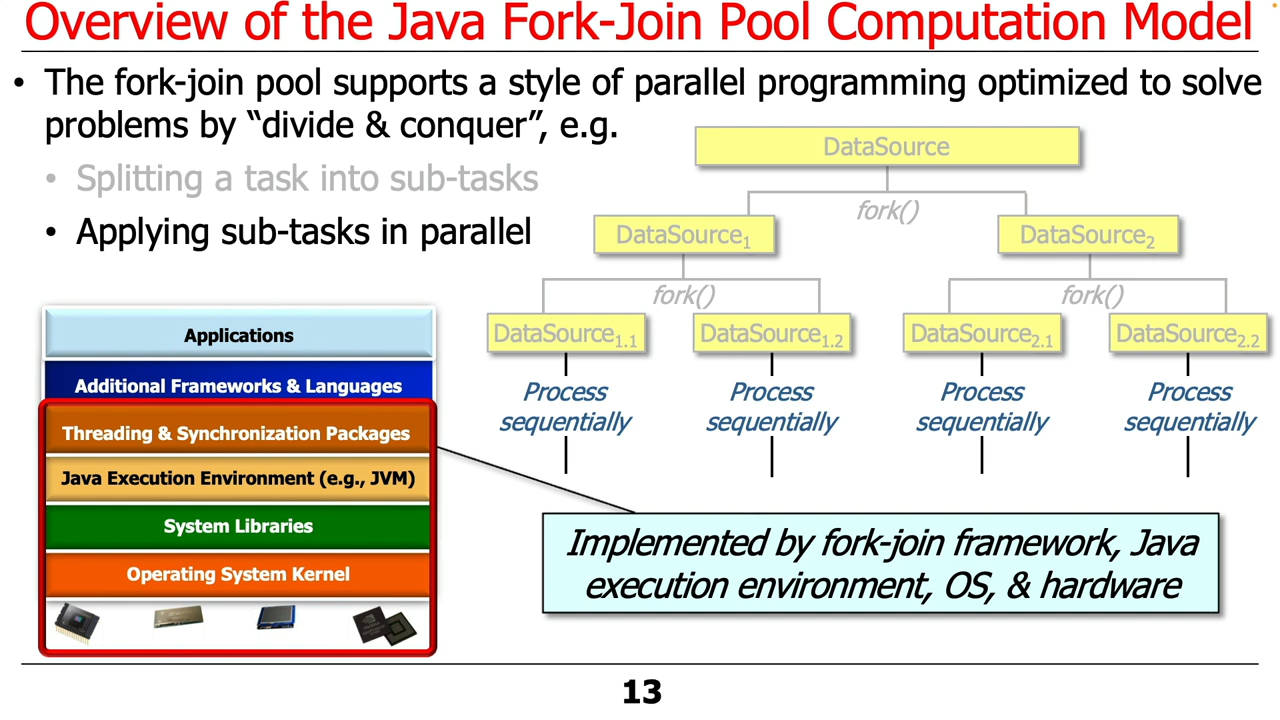 Overview of the Java Fork-Join Pool Computation Model
• The fork-join pool supports a style of parallel programming optimized to solve
problems by “divide & conquer”, e.g.
• Splitting a task into sub-tasks
• Applying sub-tasks in parallel
DataSource
fork()
DataSource1
DataSource2
fork()
fork()
DataSource1.1
DataSource1.2
DataSource2.1
DataSource2.2
Process
sequentially
Process
sequentially
Process
sequentially
Process
sequentially
Applications
Additional Frameworks & Languages
Threading & Synchronization Packages
Java Execution Environment (e.g., JVM)
System Libraries
Operating System Kernel
Implemented by fork-join framework, Java
execution environment, OS, & hardware
13